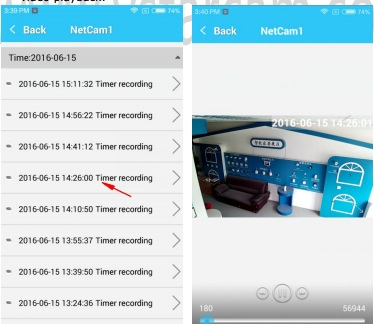 video playback
3:39 PM
74%
Back NetCam1
Time:2016-06-15
2016-06-15 15:11:32 Timer recording
2016-06-15 14:56:22 Timer recording
2016-06-15 14:41:12 Timer recording
2016-06-15 14:26:00 Timer recording
2016-06-15 14:10:50 Timer recording
2016-06-15 13:55:37 Timer recording
2016-06-15 13:39:50 Timer recording
2016-06-15 13:24:36 Timer recording
3:40 PM
74%
Back NetCam1
2016-06-15 14:26:01
180
56944